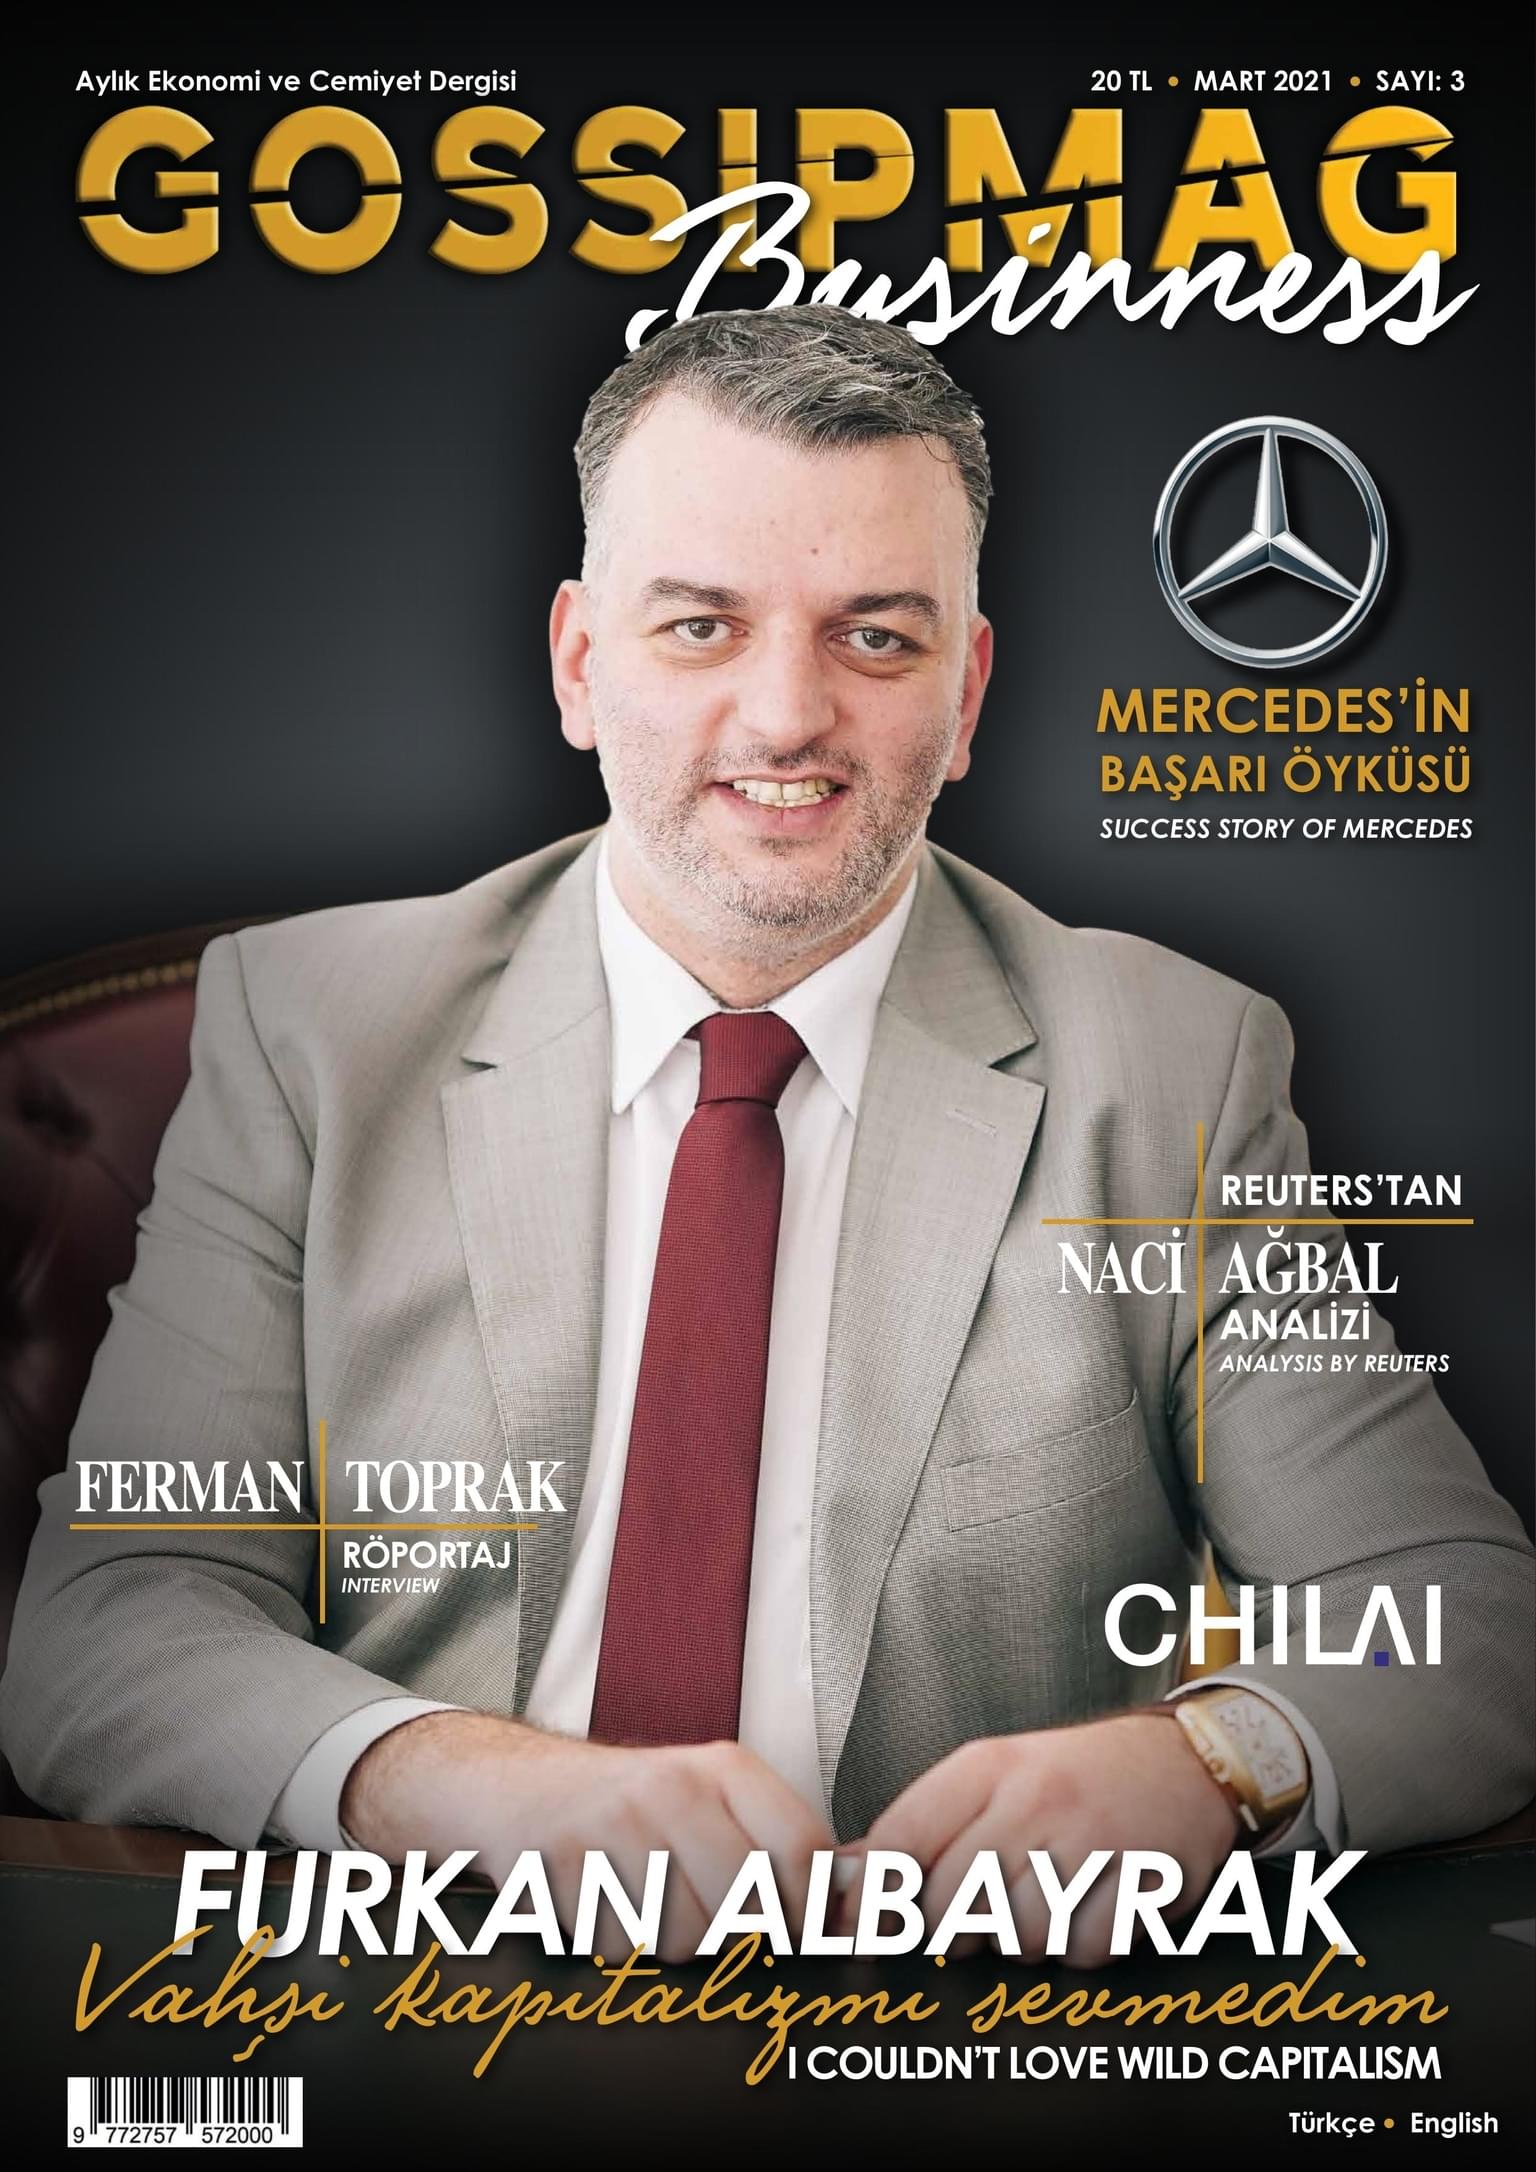 Aylık Ekonomi ve Cemiyet Dergisi
20 TL • MART 2021 • SAYI: 3
GOSSIPMAG
Businness
MERCEDES'İN
BAŞARI ÖYKÜSÜ
SUCCESS STORY OF MERCEDES
REUTERS'TAN
NACİ AĞBAL
ANALİZİ
ANALYSIS BY REUTERS
FERMAN TOPRAK
RÖPORTAJ
INTERVIEW
CHILAI
FURKAN ALBAYRAK
Vahşi kapitalizmi sevmedim
I COULDN'T LOVE WILD CAPITALISM
9 772757 572000
Türkçe • English